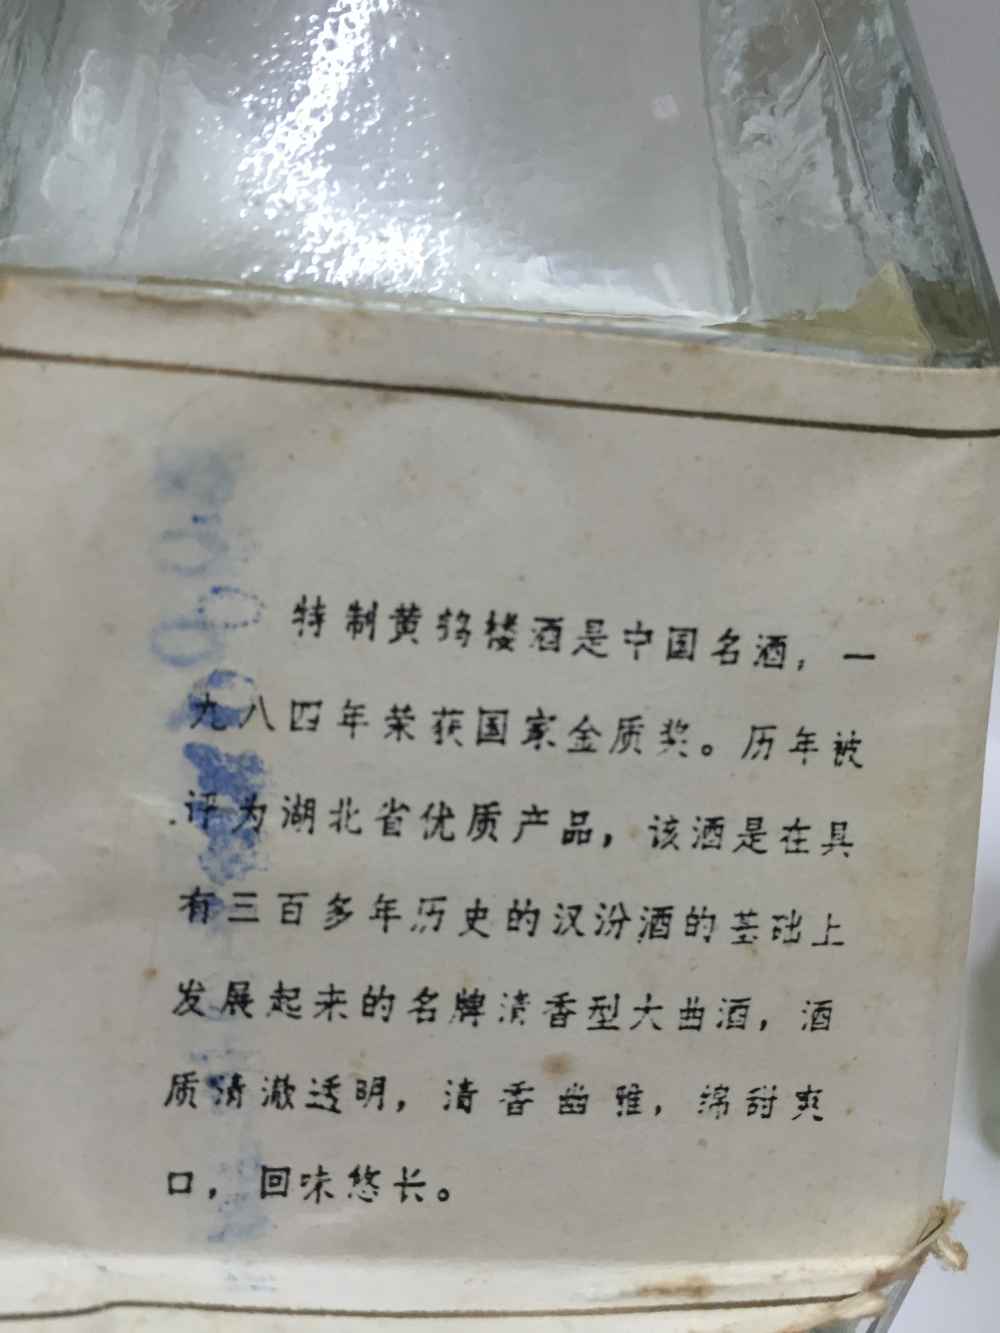 特制黄鹤楼酒是中国名酒，一
九八四年荣获国家金质奖。历年被
评为湖北省优质产品，该酒是在具
有三百多年历史的汉汾酒的基础上
发展起来的名牌清香型大曲酒，酒
质清澈透明，清香幽雅，绵甜爽
口，回味悠长。